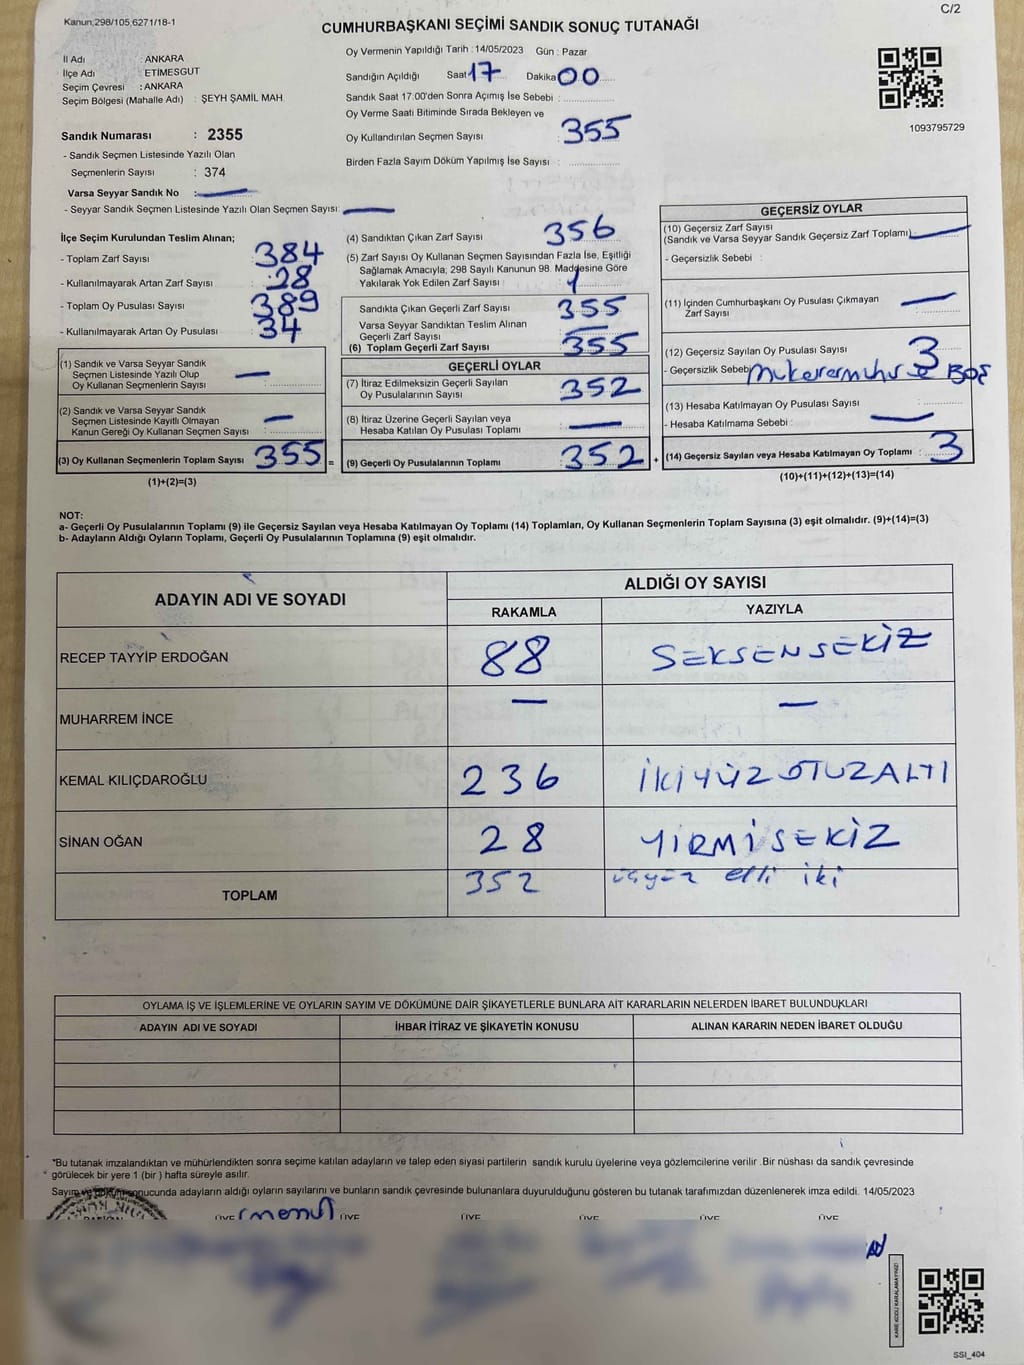 Kanun;298/105,6271/18-1
C/2
CUMHURBAŞKANI SEÇİMİ SANDIK SONUÇ TUTANAĞI
İl Adı : ANKARA
İlçe Adı : ETİMESGUT
Seçim Çevresi : ANKARA
Seçim Bölgesi (Mahalle Adı) : ŞEYH ŞAMİL MAH
Sandık Numarası : 2355
- Sandık Seçmen Listesinde Yazılı Olan
Seçmenlerin Sayısı : 374
Varsa Seyyar Sandık No : —
- Seyyar Sandık Seçmen Listesinde Yazılı Olan Seçmen Sayısı: —
Oy Vermenin Yapıldığı Tarih : 14/05/2023 Gün : Pazar
Sandığın Açıldığı Saat 17 Dakika 00
Sandık Saat 17.00'den Sonra Açımış İse Sebebi :
Oy Verme Saati Bitiminde Sırada Bekleyen ve
Oy Kullandırılan Seçmen Sayısı : 355
Birden Fazla Sayım Döküm Yapılmış İse Sayısı :
1093795729
İlçe Seçim Kurulundan Teslim Alınan;
- Toplam Zarf Sayısı : 384
- Kullanılmayarak Artan Zarf Sayısı : 28
- Toplam Oy Pusulası Sayısı : 389
- Kullanılmayarak Artan Oy Pusulası : 34
(1) Sandık ve Varsa Seyyar Sandık
Seçmen Listesinde Yazılı Olup
Oy Kullanan Seçmenlerin Sayısı : —
(2) Sandık ve Varsa Seyyar Sandık
Seçmen Listesinde Kayıtlı Olmayan
Kanun Gereği Oy Kullanan Seçmen Sayısı : —
(3) Oy Kullanan Seçmenlerin Toplam Sayısı 355 =
(1)+(2)=(3)
(4) Sandıktan Çıkan Zarf Sayısı 356
(5) Zarf Sayısı Oy Kullanan Seçmen Sayısından Fazla İse, Eşitliği
Sağlamak Amacıyla; 298 Sayılı Kanunun 98. Maddesine Göre
Yakılarak Yok Edilen Zarf Sayısı : 1
Sandıkta Çıkan Geçerli Zarf Sayısı 355
Varsa Seyyar Sandıktan Teslim Alınan
Geçerli Zarf Sayısı
(6) Toplam Geçerli Zarf Sayısı 355
GEÇERLİ OYLAR
(7) İtiraz Edilmeksizin Geçerli Sayılan
Oy Pusulalarının Sayısı 352
(8) İtiraz Üzerine Geçerli Sayılan veya
Hesaba Katılan Oy Pusulası Toplamı —
(9) Geçerli Oy Pusulalarının Toplamı : 352 +
GEÇERSİZ OYLAR
(10) Geçersiz Zarf Sayısı
(Sandık ve Varsa Seyyar Sandık Geçersiz Zarf Toplamı) —
- Geçersizlik Sebebi :
(11) İçinden Cumhurbaşkanı Oy Pusulası Çıkmayan
Zarf Sayısı : —
(12) Geçersiz Sayılan Oy Pusulası Sayısı : 3
- Geçersizlik Sebebi
(13) Hesaba Katılmayan Oy Pusulası Sayısı :
- Hesaba Katılmama Sebebi : —
(14) Geçersiz Sayılan veya Hesaba Katılmayan Oy Toplamı : 3
(10)+(11)+(12)+(13)=(14)
NOT:
a- Geçerli Oy Pusulalarının Toplamı (9) ile Geçersiz Sayılan veya Hesaba Katılmayan Oy Toplamı (14) Toplamları, Oy Kullanan Seçmenlerin Toplam Sayısına (3) eşit olmalıdır. (9)+(14)=(3)
b- Adayların Aldığı Oyların Toplamı, Geçerli Oy Pusulalarının Toplamına (9) eşit olmalıdır.
ADAYIN ADI VE SOYADI ALDIĞI OY SAYISI
RAKAMLA YAZIYLA
RECEP TAYYİP ERDOĞAN 88 SEKSENSEKİZ
MUHARREM İNCE — —
KEMAL KILIÇDAROĞLU 236 İKİYÜZOTUZALTI
SİNAN OĞAN 28 YİRMİSEKİZ
TOPLAM 352 üçyüz elli iki
OYLAMA İŞ VE İŞLEMLERİNE VE OYLARIN SAYIM VE DÖKÜMÜNE DAİR ŞİKAYETLERLE BUNLARA AİT KARARLARIN NELERDEN İBARET BULUNDUKLARI
ADAYIN ADI VE SOYADI İHBAR İTİRAZ VE ŞİKAYETİN KONUSU ALINAN KARARIN NEDEN İBARET OLDUĞU
*Bu tutanak imzalandıktan ve mühürlendikten sonra seçime katılan adayların ve talep eden siyasi partilerin sandık kurulu üyelerine veya gözlemcilerine verilir .Bir nüshası da sandık çevresinde
görülecek bir yere 1 (bir ) hafta süreyle asılır.
Sayım ve döküm sonucunda adayların aldığı oyların sayılarını ve bunların sandık çevresinde bulunanlara duyurulduğunu gösteren bu tutanak tarafımızdan düzenlenerek imza edildi. 14/05/2023
ÜYE (memur) ÜYE ÜYE ÜYE ÜYE ÜYE
KARE KODU KARALAMAYINIZ!
SSI_404